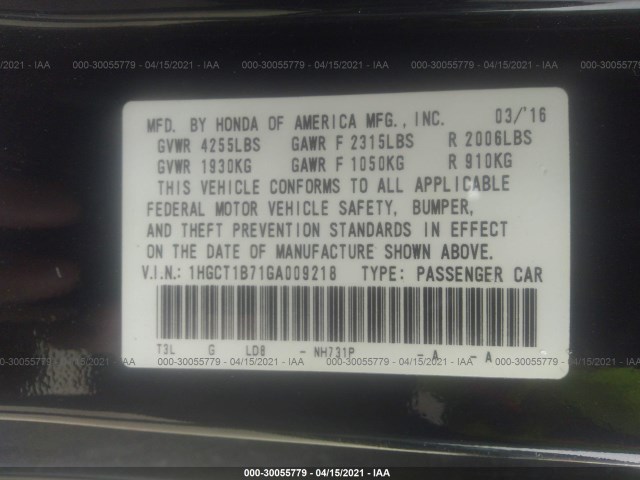 000-30055779 - 04/15/2021 - IAA 000-30055779 - 04/15/2021 - IAA 000-30055779 - 04/15/2021 - IAA
MFD. BY HONDA OF AMERICA MFG., INC. 03/'16
GVWR 4255LBS GAWR F 2315LBS R 2006LBS
GVWR 1930KG GAWR F 1050KG R 910KG
THIS VEHICLE CONFORMS TO ALL APPLICABLE
FEDERAL MOTOR VEHICLE SAFETY, BUMPER,
AND THEFT PREVENTION STANDARDS IN EFFECT
ON THE DATE OF MANUFACTURE SHOWN ABOVE.
V.I.N.: 1HGCT1B71GA009218 TYPE: PASSENGER CAR
T3L G LD8 - NH731P - A - A
000-30055779 - 04/15/2021 - IAA 000-30055779 - 04/15/2021 - IAA 000-30055779 - 04/15/2021 - IAA
000-30055779 - 04/15/2021 - IAA